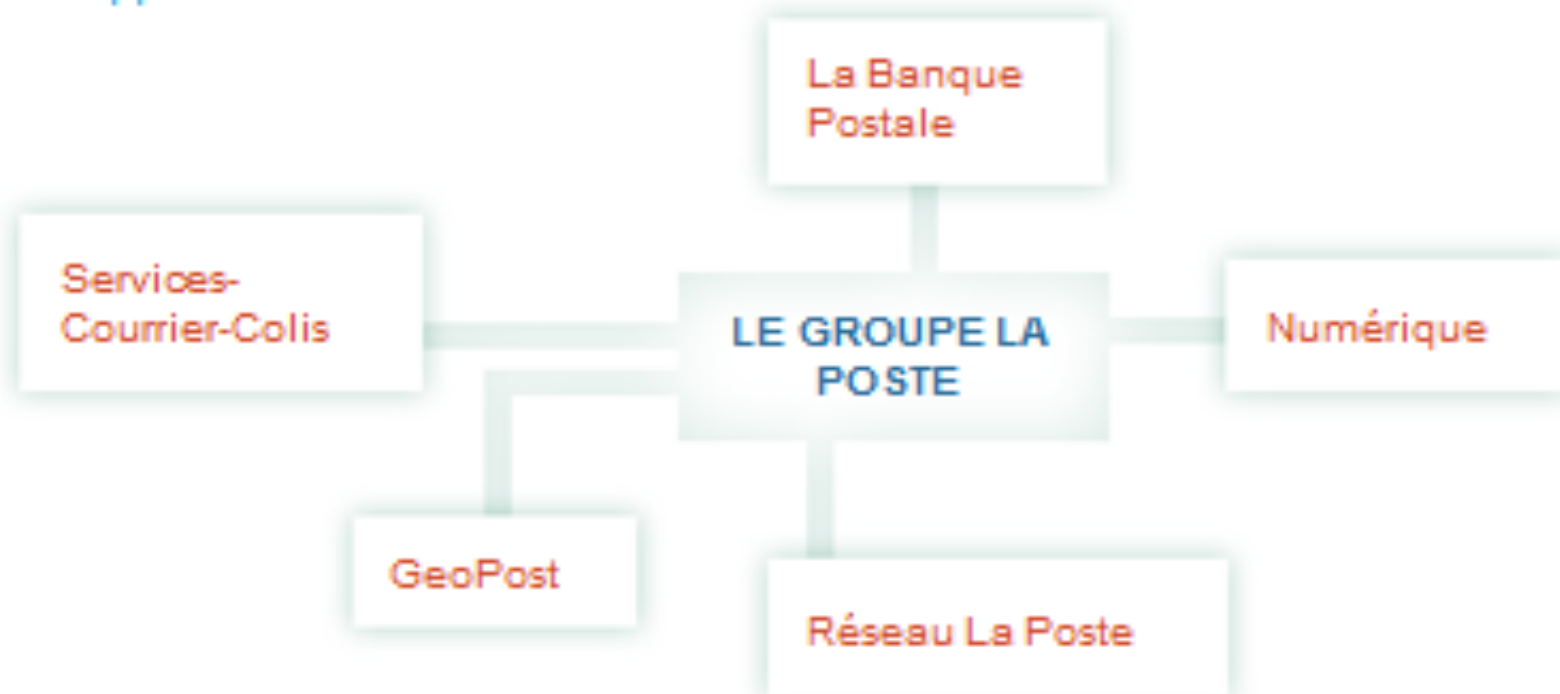 La Banque
Postale
Services-
Courrier-Colis
LE GROUPE LA
POSTE
Numérique
GeoPost
Réseau La Poste